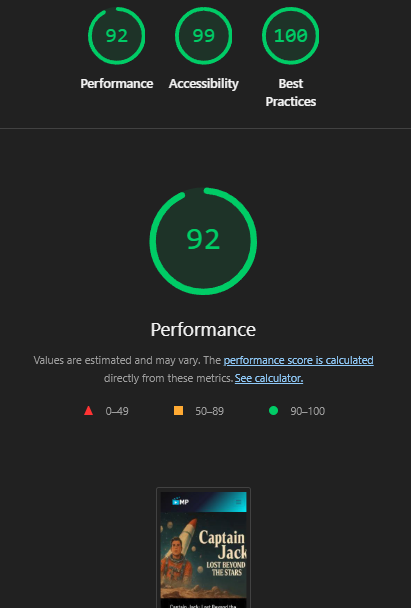 92
99
100
Performance
Accessibility
Best
Practices
92
Performance
Values are estimated and may vary. The performance score is calculated
directly from these metrics. See calculator.
0–49
50–89
90–100
MP
Captain
Jack
LOST BEYOND
THE STARS
Captain Jack: Lost Beyond the